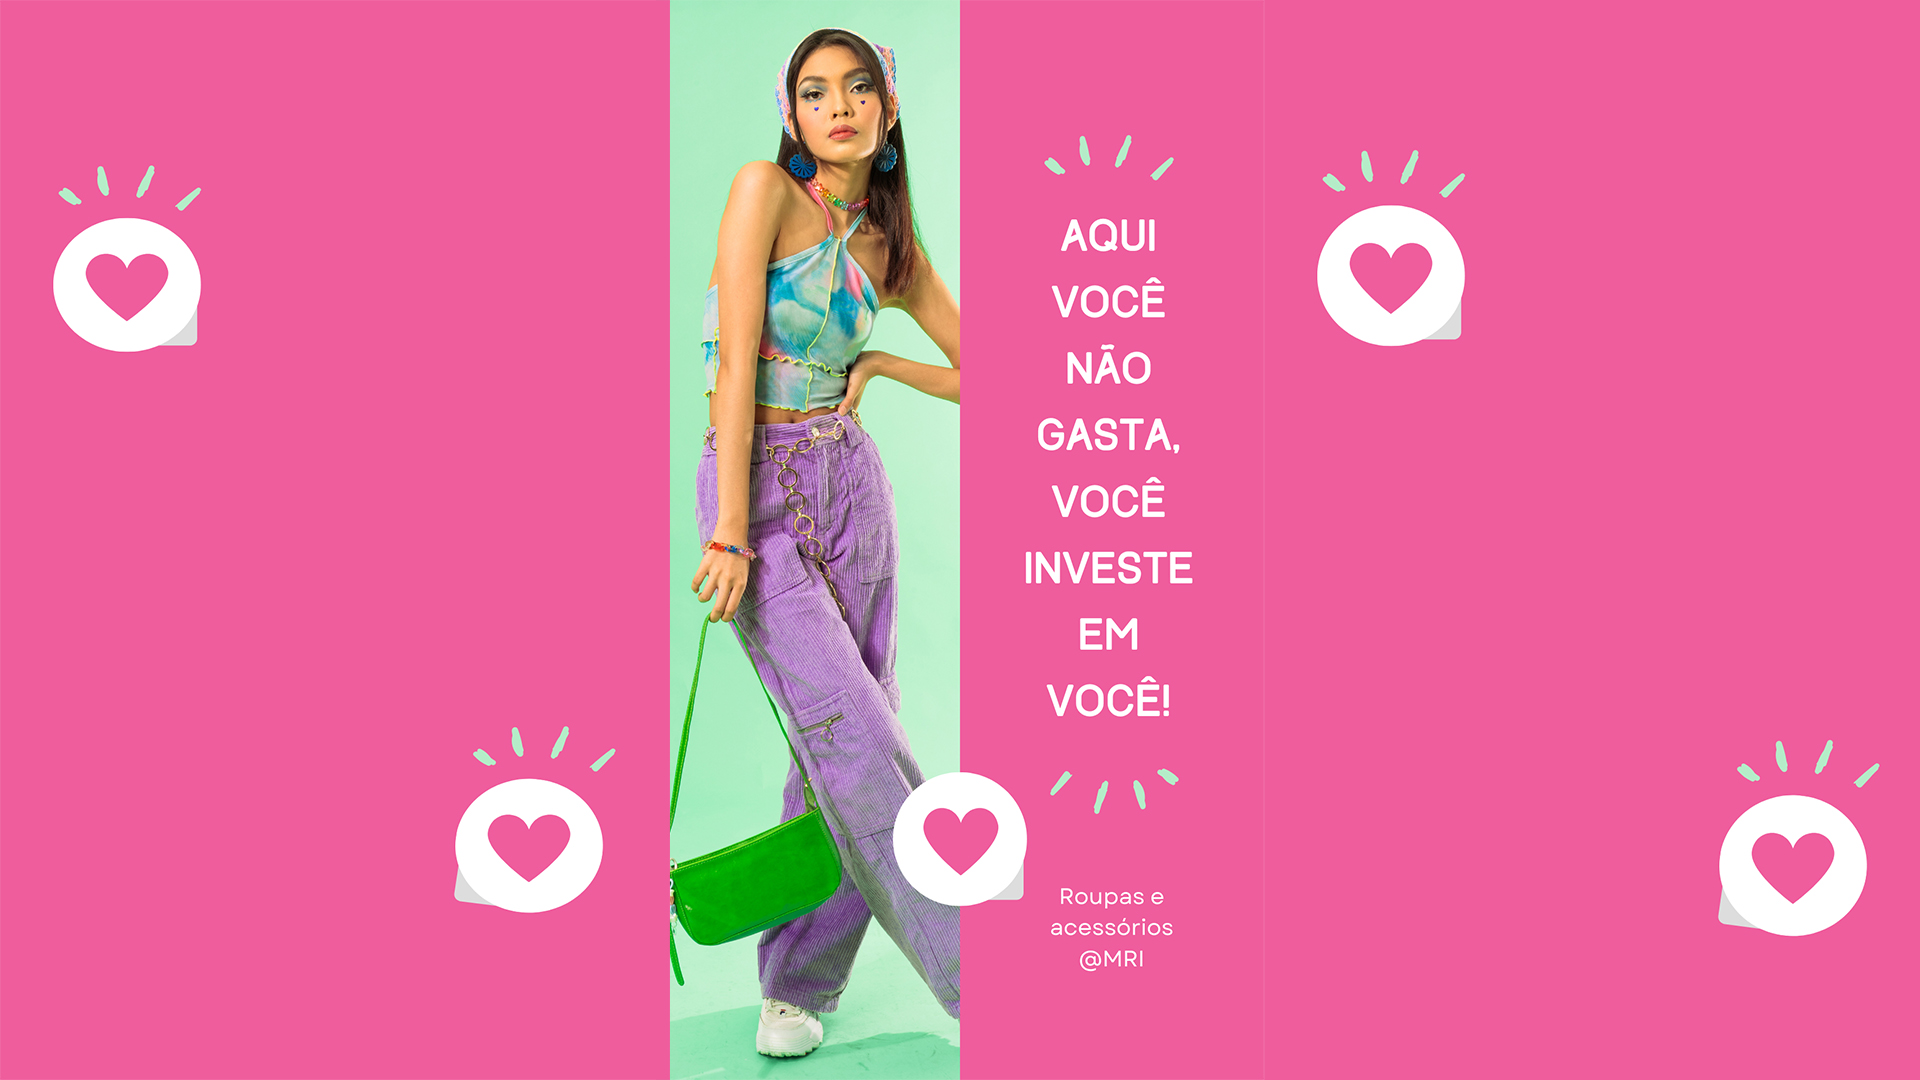 AQUI
VOCÊ
NÃO
GASTA,
VOCÊ
INVESTE
EM
VOCÊ!
Roupas e
acessórios
@MRI